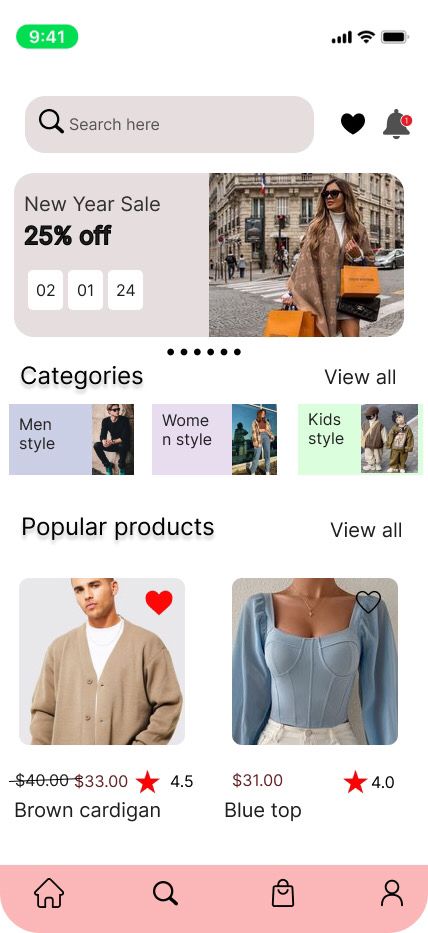 9:41
Search here
1
New Year Sale
25% off
02 01 24
Categories
View all
Men
style
Wome
n style
Kids
style
Popular products
View all
$40.00 $33.00 4.5
Brown cardigan
$31.00 4.0
Blue top